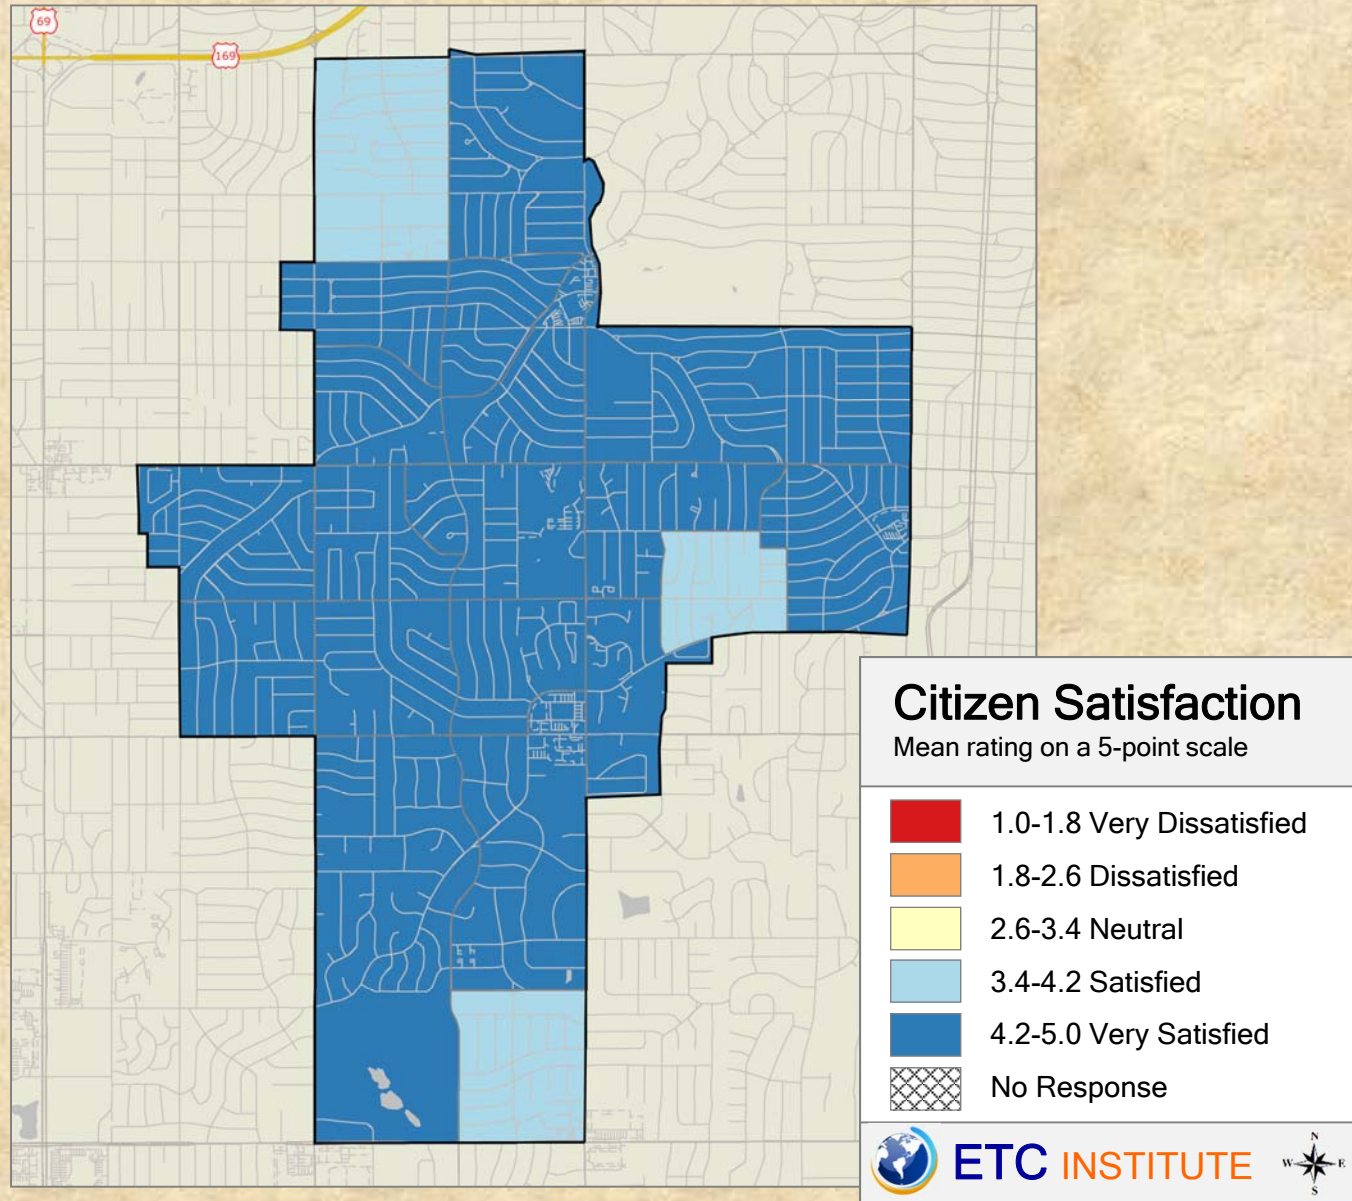 69
169
Citizen Satisfaction
Mean rating on a 5-point scale
1.0-1.8 Very Dissatisfied
1.8-2.6 Dissatisfied
2.6-3.4 Neutral
3.4-4.2 Satisfied
4.2-5.0 Very Satisfied
No Response
ETC INSTITUTE
N
W E
S